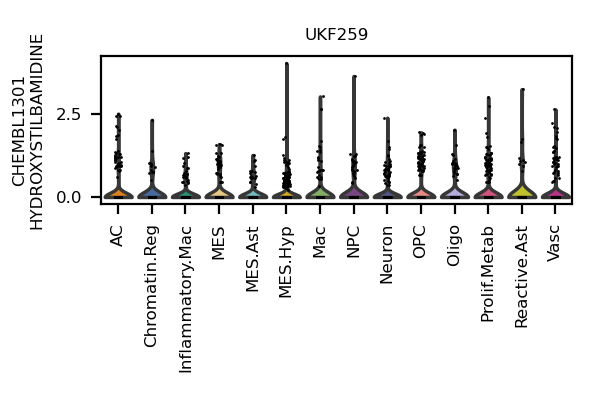 UKF259
CHEMBL1301
HYDROXYSTILBAMIDINE
2.5
0.0
AC
Chromatin.Reg
Inflammatory.Mac
MES
MES.Ast
MES.Hyp
Mac
NPC
Neuron
OPC
Oligo
Prolif.Metab
Reactive.Ast
Vasc